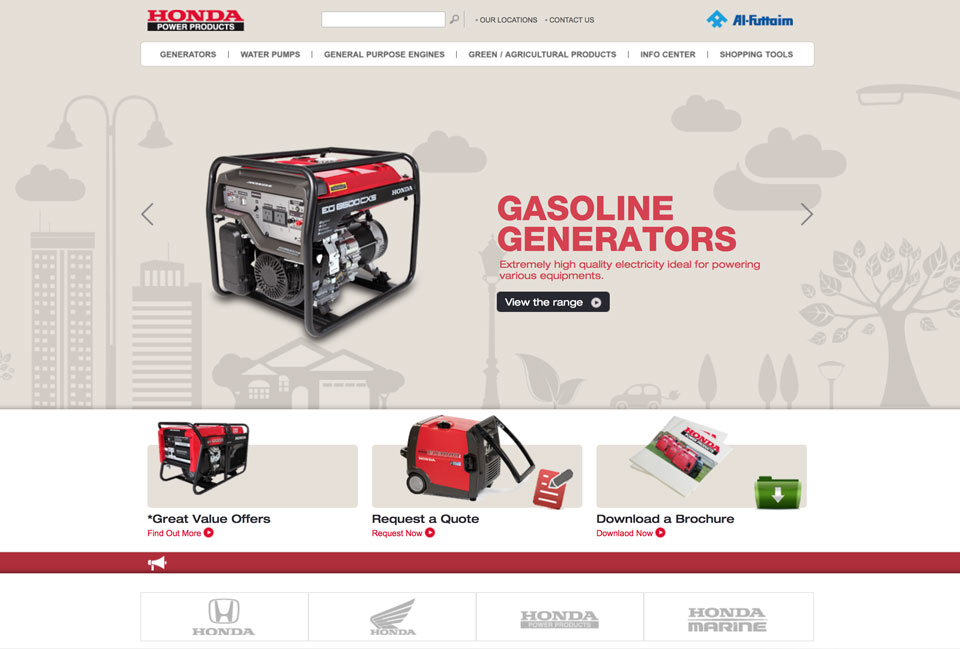 HONDA
POWER PRODUCTS
OUR LOCATIONS
CONTACT US
Al-Futtaim
GENERATORS
WATER PUMPS
GENERAL PURPOSE ENGINES
GREEN / AGRICULTURAL PRODUCTS
INFO CENTER
SHOPPING TOOLS
HONDA
GASOLINE
GENERATORS
Extremely high quality electricity ideal for powering
various equipments.
View the range
HONDA
HONDA
*Great Value Offers
Find Out More
Request a Quote
Request Now
Download a Brochure
Downlaod Now
HONDA
HONDA
HONDA
POWER PRODUCTS
HONDA
MARINE